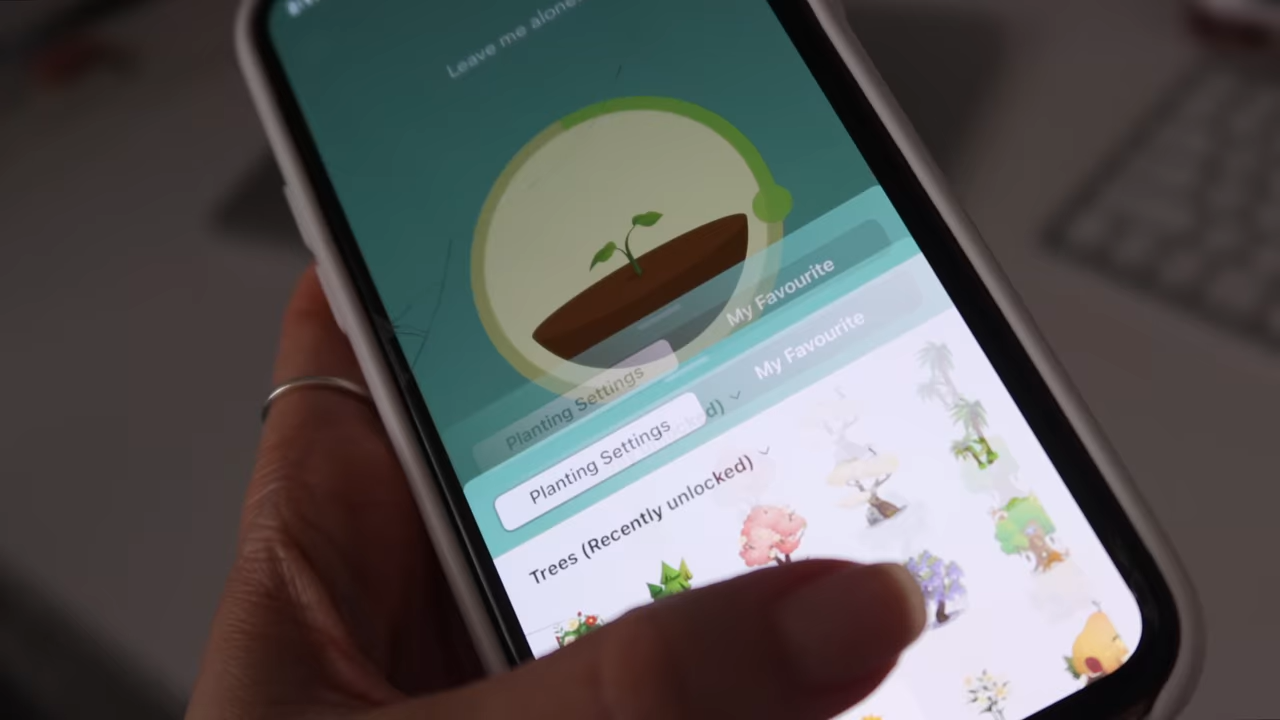 Leave me alone.
My Favourite
Planting Settings
My Favourite
Planting Settings
Trees (Recently unlocked)